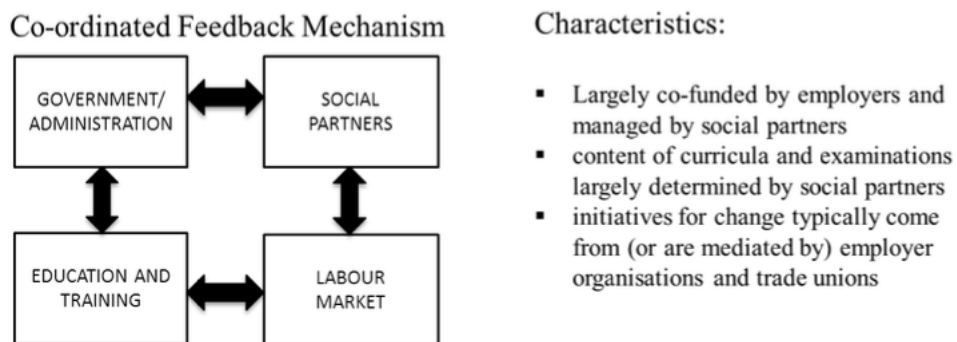 Co-ordinated Feedback Mechanism
GOVERNMENT/
ADMINISTRATION
SOCIAL
PARTNERS
EDUCATION AND
TRAINING
LABOUR
MARKET
Characteristics:
▪ Largely co-funded by employers and
managed by social partners
▪ content of curricula and examinations
largely determined by social partners
▪ initiatives for change typically come
from (or are mediated by) employer
organisations and trade unions